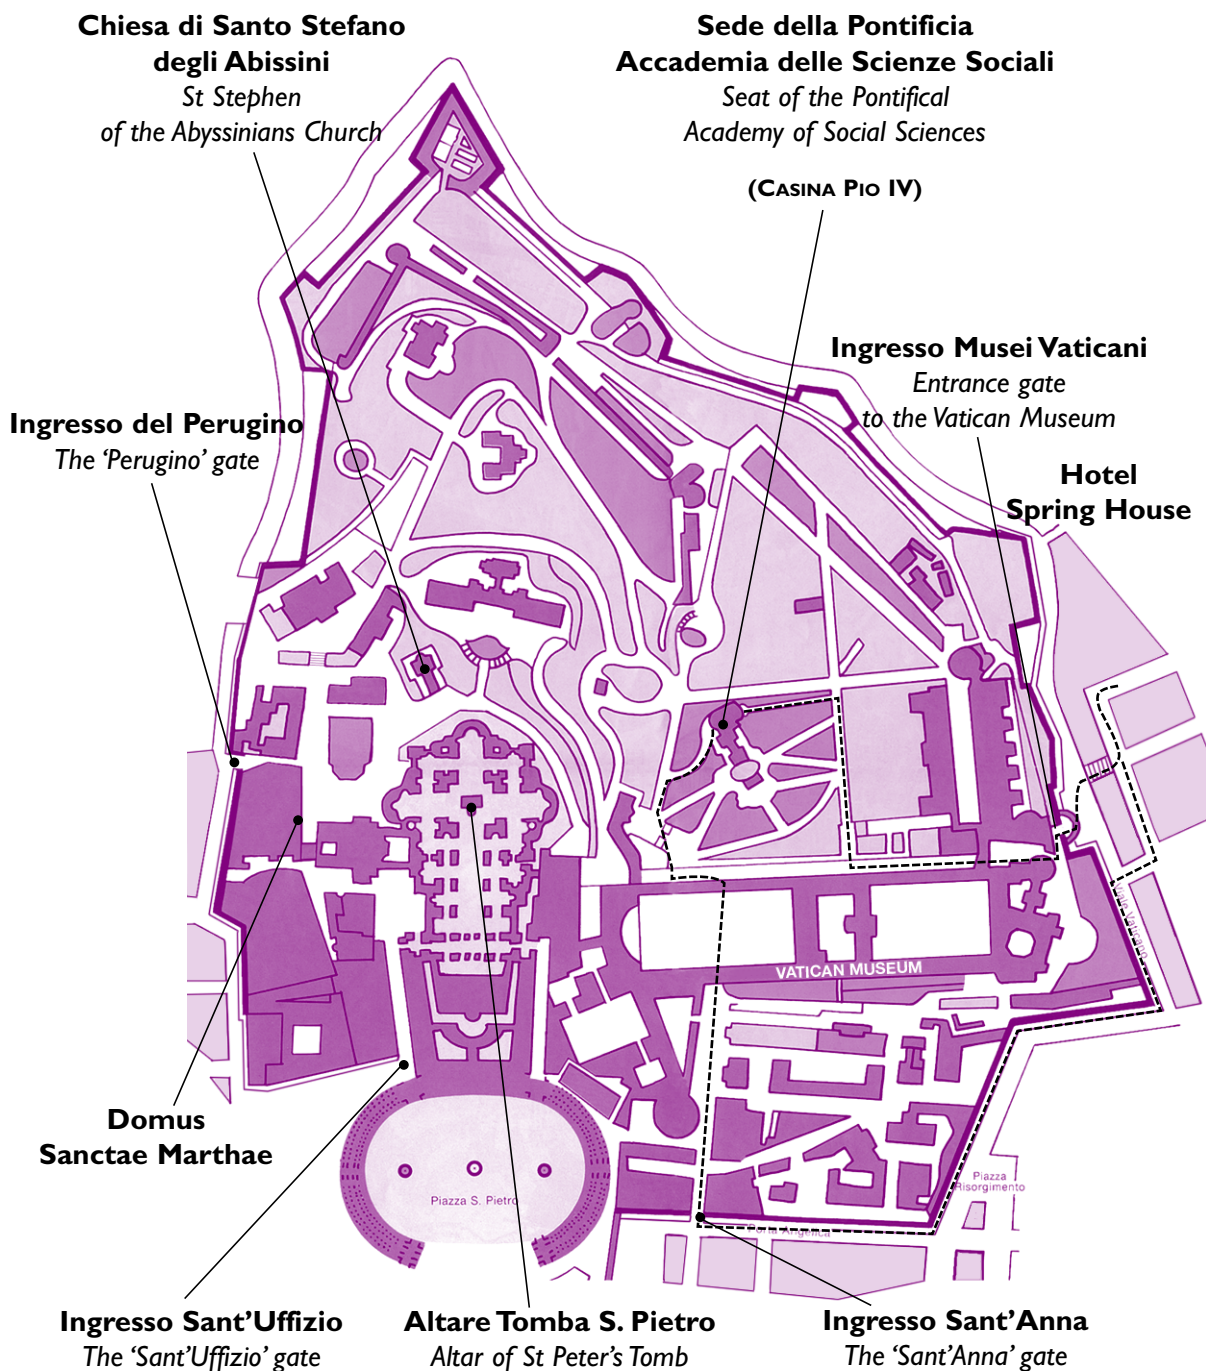 Chiesa di Santo Stefano
degli Abissini
St Stephen
of the Abyssinians Church
Sede della Pontificia
Accademia delle Scienze Sociali
Seat of the Pontifical
Academy of Social Sciences
(CASINA PIO IV)
Ingresso Musei Vaticani
Entrance gate
to the Vatican Museum
Ingresso del Perugino
The ‘Perugino’ gate
Hotel
Spring House
Viale Vaticano
VATICAN MUSEUM
Domus
Sanctae Marthae
Piazza S. Pietro
Piazza
Risorgimento
Porta Angelica
Ingresso Sant’Uffizio
The ‘Sant’Uffizio’ gate
Altare Tomba S. Pietro
Altar of St Peter’s Tomb
Ingresso Sant’Anna
The ‘Sant’Anna’ gate